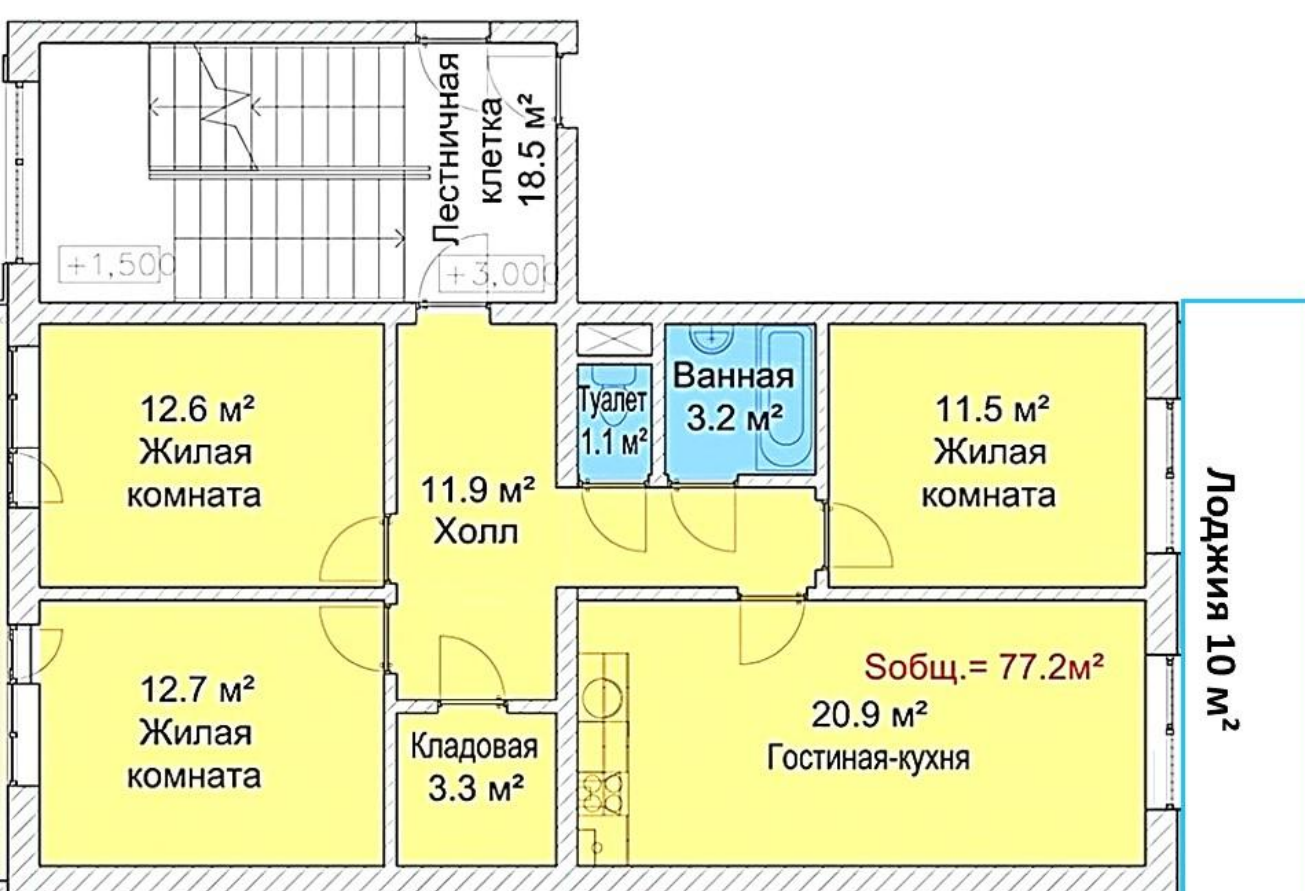 Лестничная
клетка
18.5 м²
+1,500
+3,000
12.6 м²
Жилая
комната
11.9 м²
Холл
Туалет
1.1 м²
Ванная
3.2 м²
11.5 м²
Жилая
комната
Лоджия 10 м²
12.7 м²
Жилая
комната
Кладовая
3.3 м²
Sобщ.= 77.2м²
20.9 м²
Гостиная-кухня